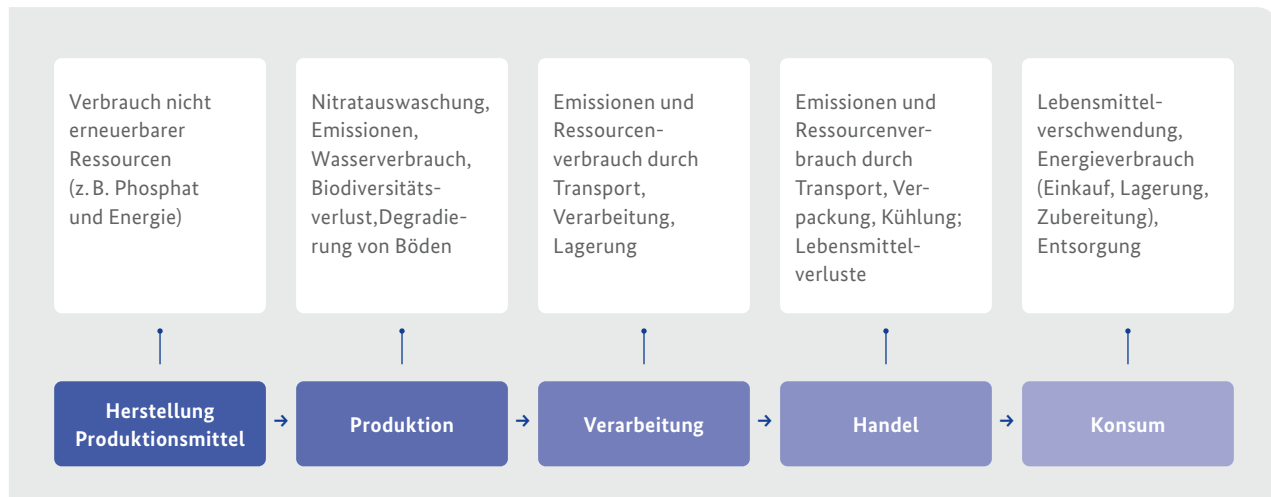 Verbrauch nicht
erneuerbarer
Ressourcen
(z. B. Phosphat
und Energie)
Nitratauswaschung,
Emissionen,
Wasserverbrauch,
Biodiversitäts-
verlust,Degradie-
rung von Böden
Emissionen und
Ressourcen-
verbrauch durch
Transport,
Verarbeitung,
Lagerung
Emissionen und
Ressourcenver-
brauch durch
Transport, Ver-
packung, Kühlung;
Lebensmittel-
verluste
Lebensmittel-
verschwendung,
Energieverbrauch
(Einkauf, Lagerung,
Zubereitung),
Entsorgung
Herstellung
Produktionsmittel
Produktion
Verarbeitung
Handel
Konsum